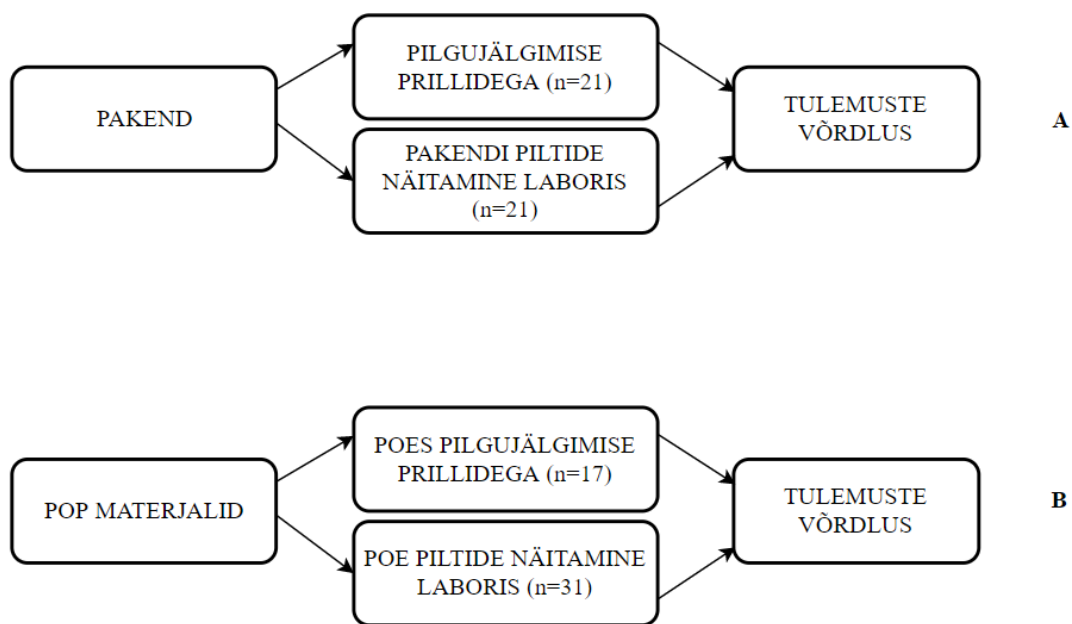 PILGUJÄLGIMISE
PRILLIDEGA (n=21)
PAKEND
TULEMUSTE
VÕRDLUS
A
PAKENDI PILTIDE
NÄITAMINE LABORIS
(n=21)
POES PILGUJÄLGIMISE
PRILLIDEGA (n=17)
POP MATERJALID
TULEMUSTE
VÕRDLUS
B
POE PILTIDE NÄITAMINE
LABORIS (n=31)